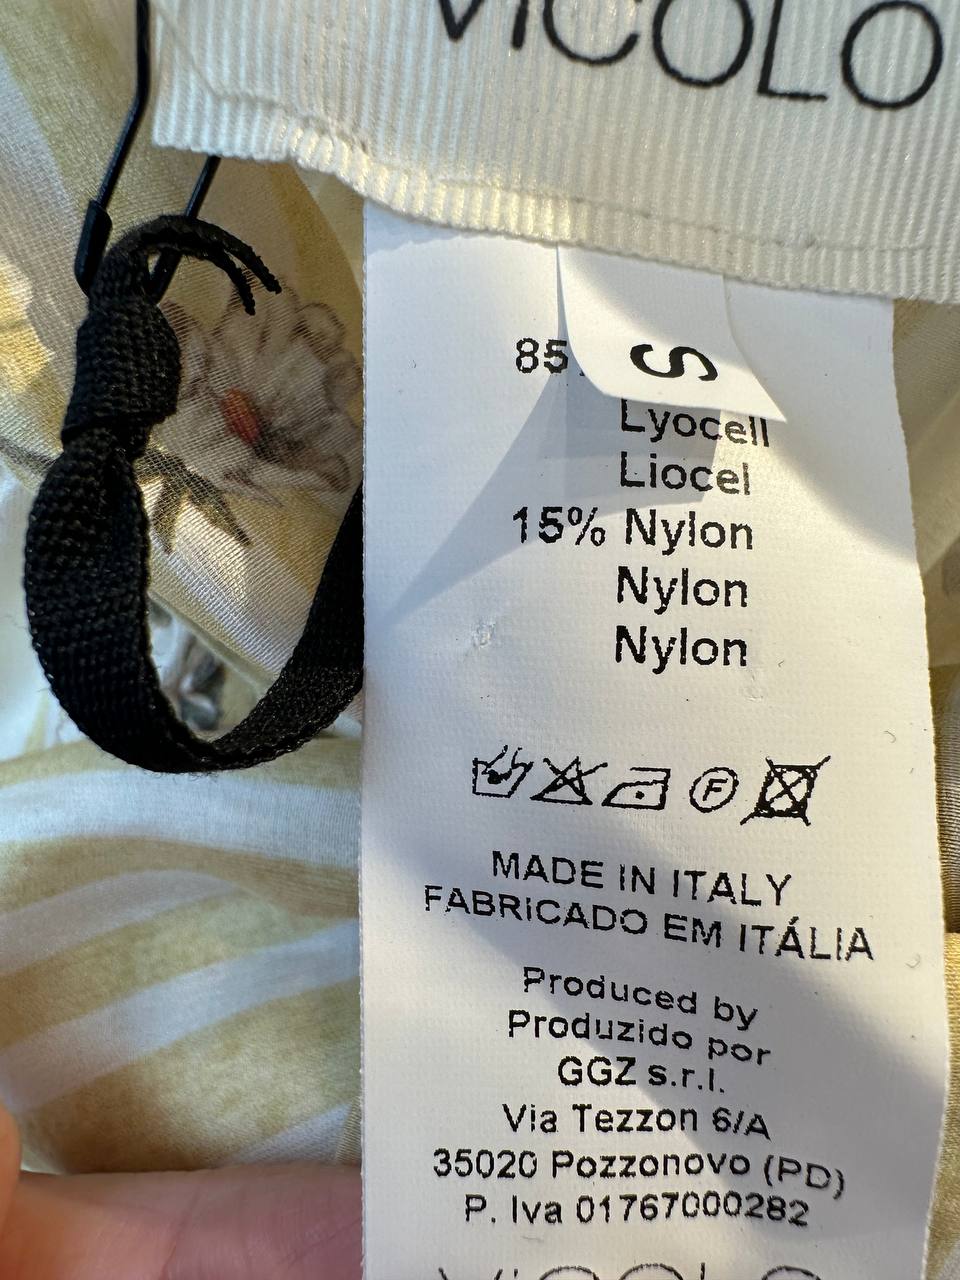 VICOLO
S
85
Lyocell
Liocel
15% Nylon
Nylon
Nylon
F
MADE IN ITALY
FABRICADO EM ITÁLIA
Produced by
Produzido por
GGZ s.r.l.
Via Tezzon 6/A
35020 Pozzonovo (PD)
P. Iva 01767000282
VICOLO